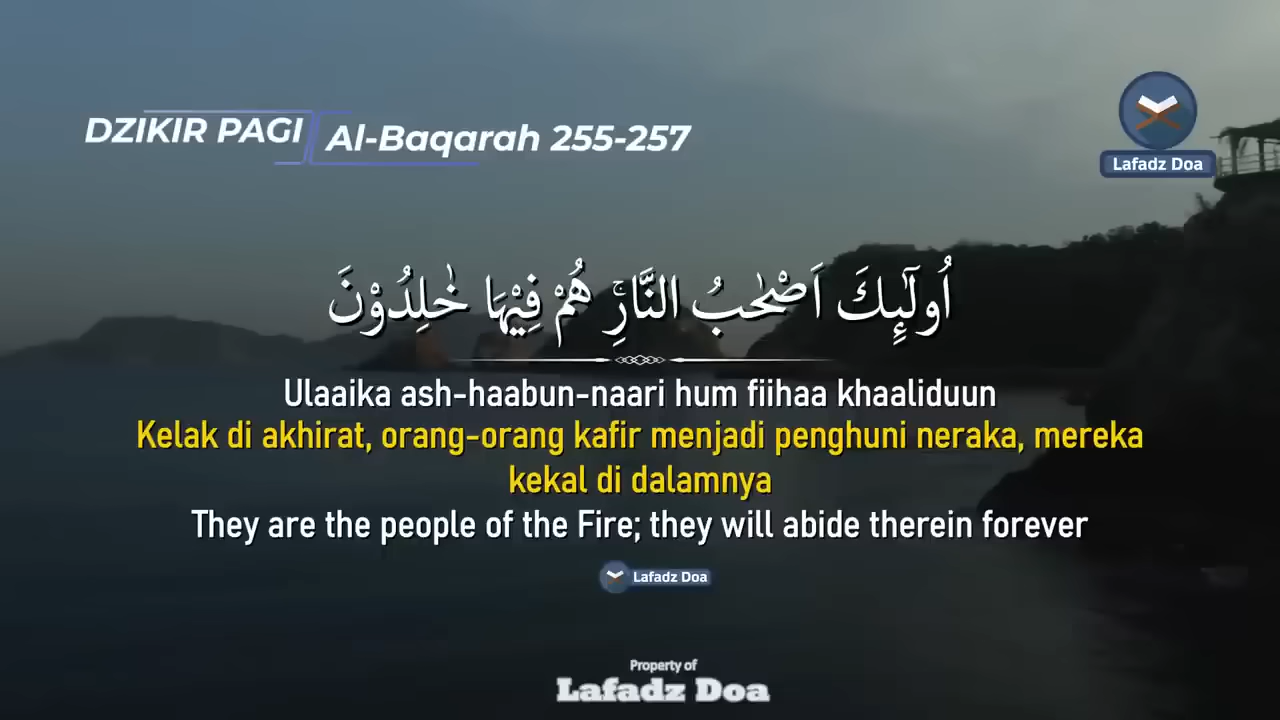 DZIKIR PAGI
Al-Baqarah 255-257
Lafadz Doa
اُولٰۤىِٕكَ اَصْحٰبُ النَّارِۚ هُمْ فِيْهَا خٰلِدُوْنَ
Ulaaika ash-haabun-naari hum fiihaa khaaliduun
Kelak di akhirat, orang-orang kafir menjadi penghuni neraka, mereka
kekal di dalamnya
They are the people of the Fire; they will abide therein forever
Lafadz Doa
Property of
Lafadz Doa